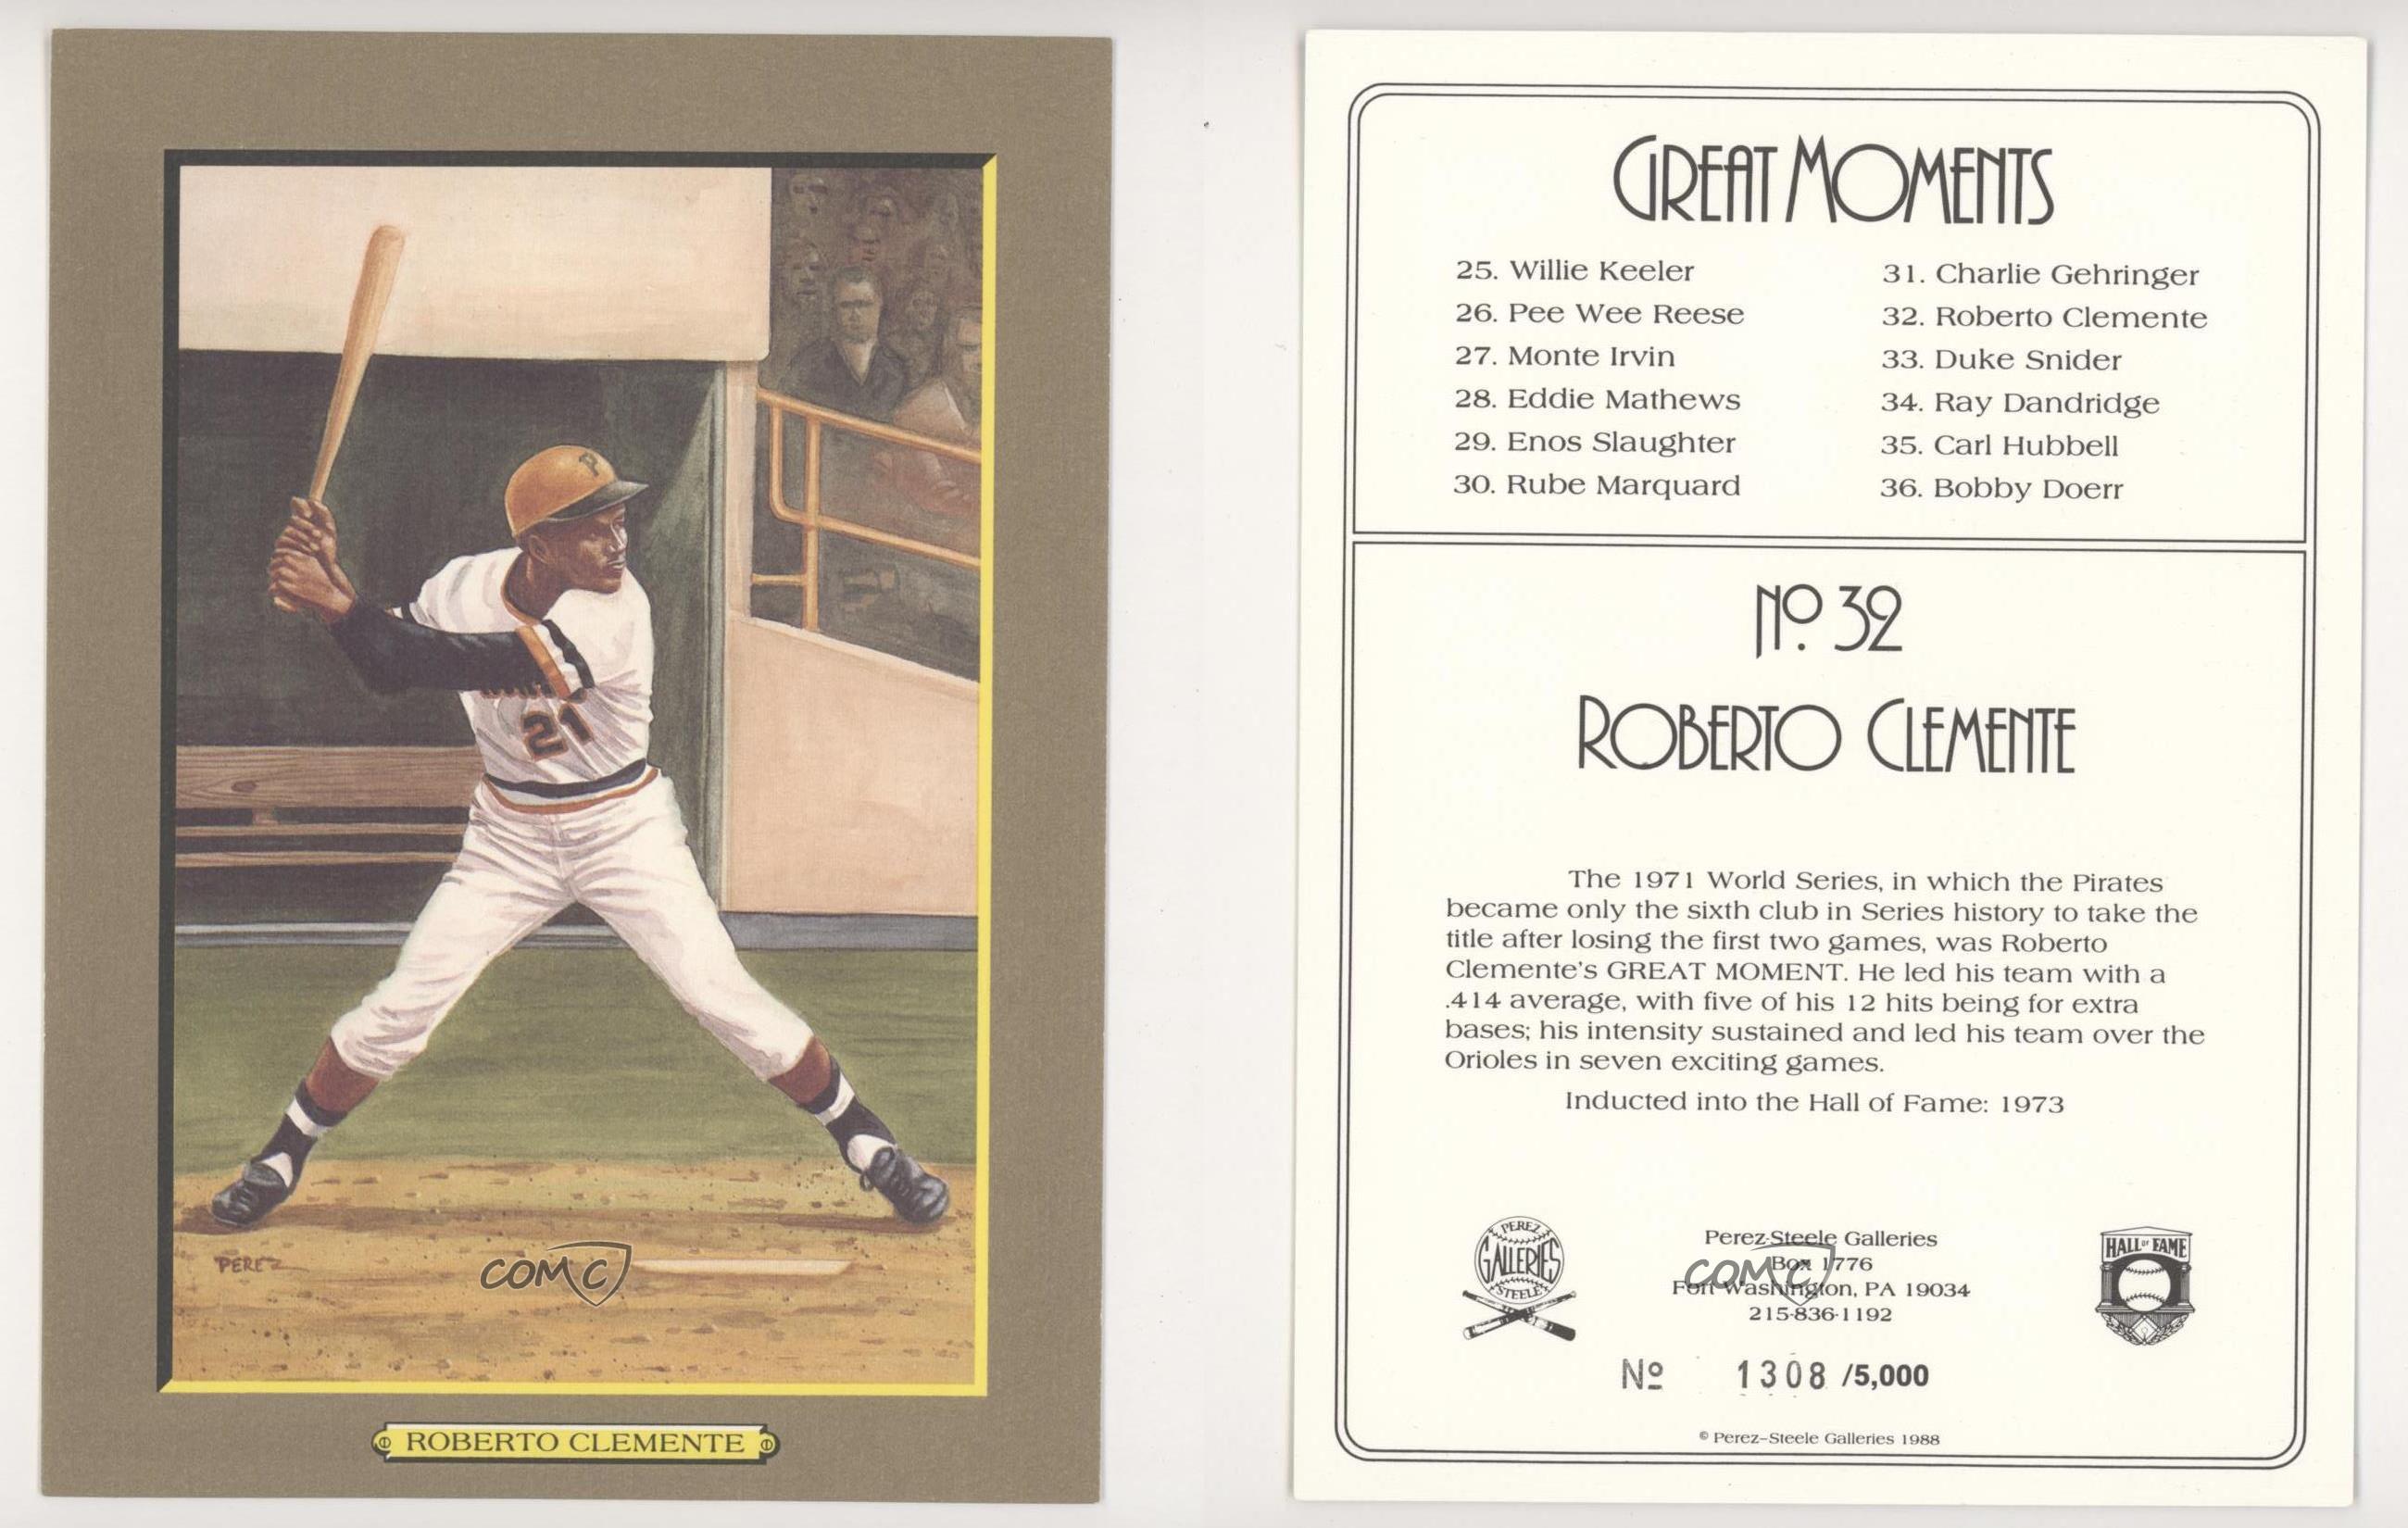 P
21
PEREZ
COMC
ROBERTO CLEMENTE
GREAT MOMENTS
25. Willie Keeler
26. Pee Wee Reese
27. Monte Irvin
28. Eddie Mathews
29. Enos Slaughter
30. Rube Marquard
31. Charlie Gehringer
32. Roberto Clemente
33. Duke Snider
34. Ray Dandridge
35. Carl Hubbell
36. Bobby Doerr
Nº. 32
ROBERTO CLEMENTE
The 1971 World Series, in which the Pirates
became only the sixth club in Series history to take the
title after losing the first two games, was Roberto
Clemente's GREAT MOMENT. He led his team with a
.414 average, with five of his 12 hits being for extra
bases; his intensity sustained and led his team over the
Orioles in seven exciting games.
Inducted into the Hall of Fame: 1973
PEREZ
GALLERIES
STEELE
Perez-Steele Galleries
Box 1776
Fort Washington, PA 19034
215-836-1192
COMC
HALL OF FAME
Nº 1308 /5,000
© Perez-Steele Galleries 1988